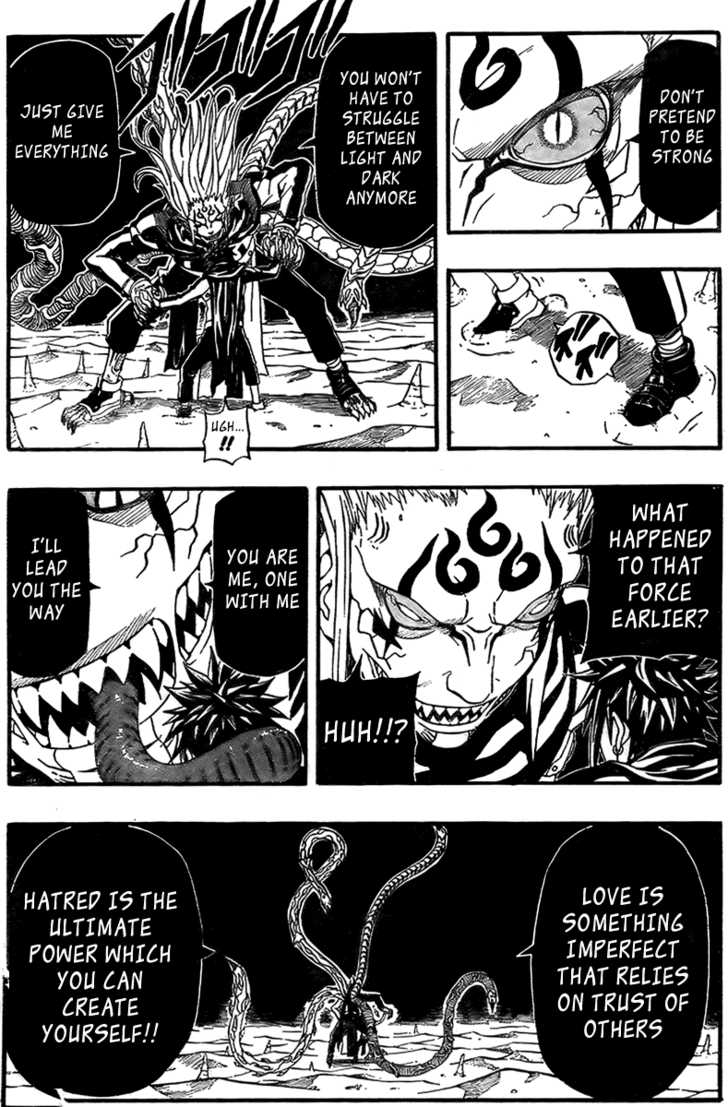 DON'T
PRETEND
TO BE
STRONG
YOU WON'T
HAVE TO
STRUGGLE
BETWEEN
LIGHT AND
DARK
ANYMORE
JUST GIVE
ME
EVERYTHING
UGH...
!!
WHAT
HAPPENED
TO THAT
FORCE
EARLIER?
HUH!!?
YOU ARE
ME, ONE
WITH ME
I'LL
LEAD
YOU THE
WAY
LOVE IS
SOMETHING
IMPERFECT
THAT RELIES
ON TRUST OF
OTHERS
HATRED IS THE
ULTIMATE
POWER WHICH
YOU CAN
CREATE
YOURSELF!!